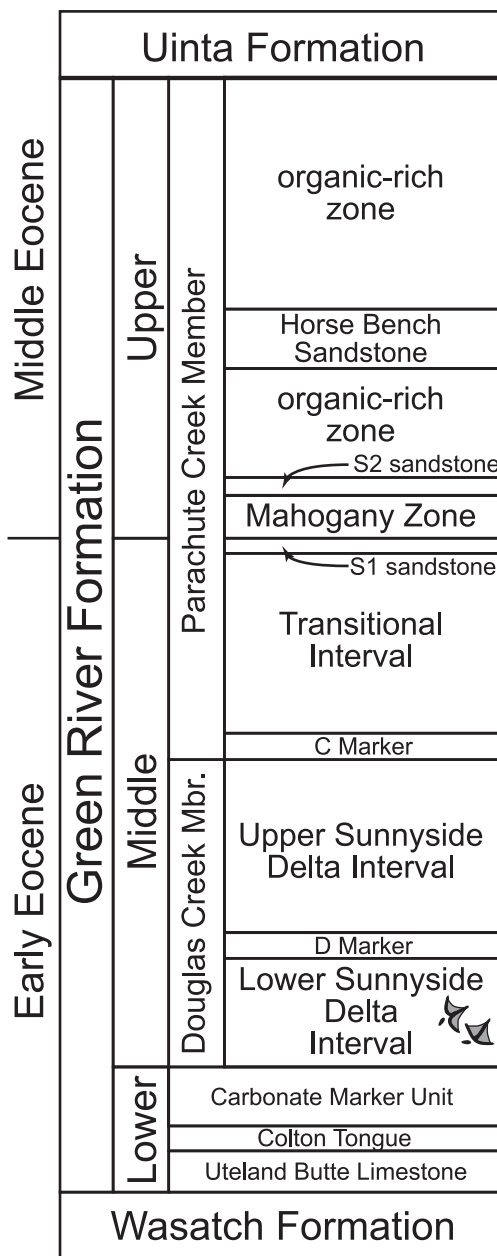 Uinta Formation
Middle Eocene
Early Eocene
Green River Formation
Upper
Middle
Lower
Parachute Creek Member
Douglas Creek Mbr.
organic-rich
zone
Horse Bench
Sandstone
organic-rich
zone
S2 sandstone
Mahogany Zone
S1 sandstone
Transitional
Interval
C Marker
Upper Sunnyside
Delta Interval
D Marker
Lower Sunnyside
Delta
Interval
Carbonate Marker Unit
Colton Tongue
Uteland Butte Limestone
Wasatch Formation